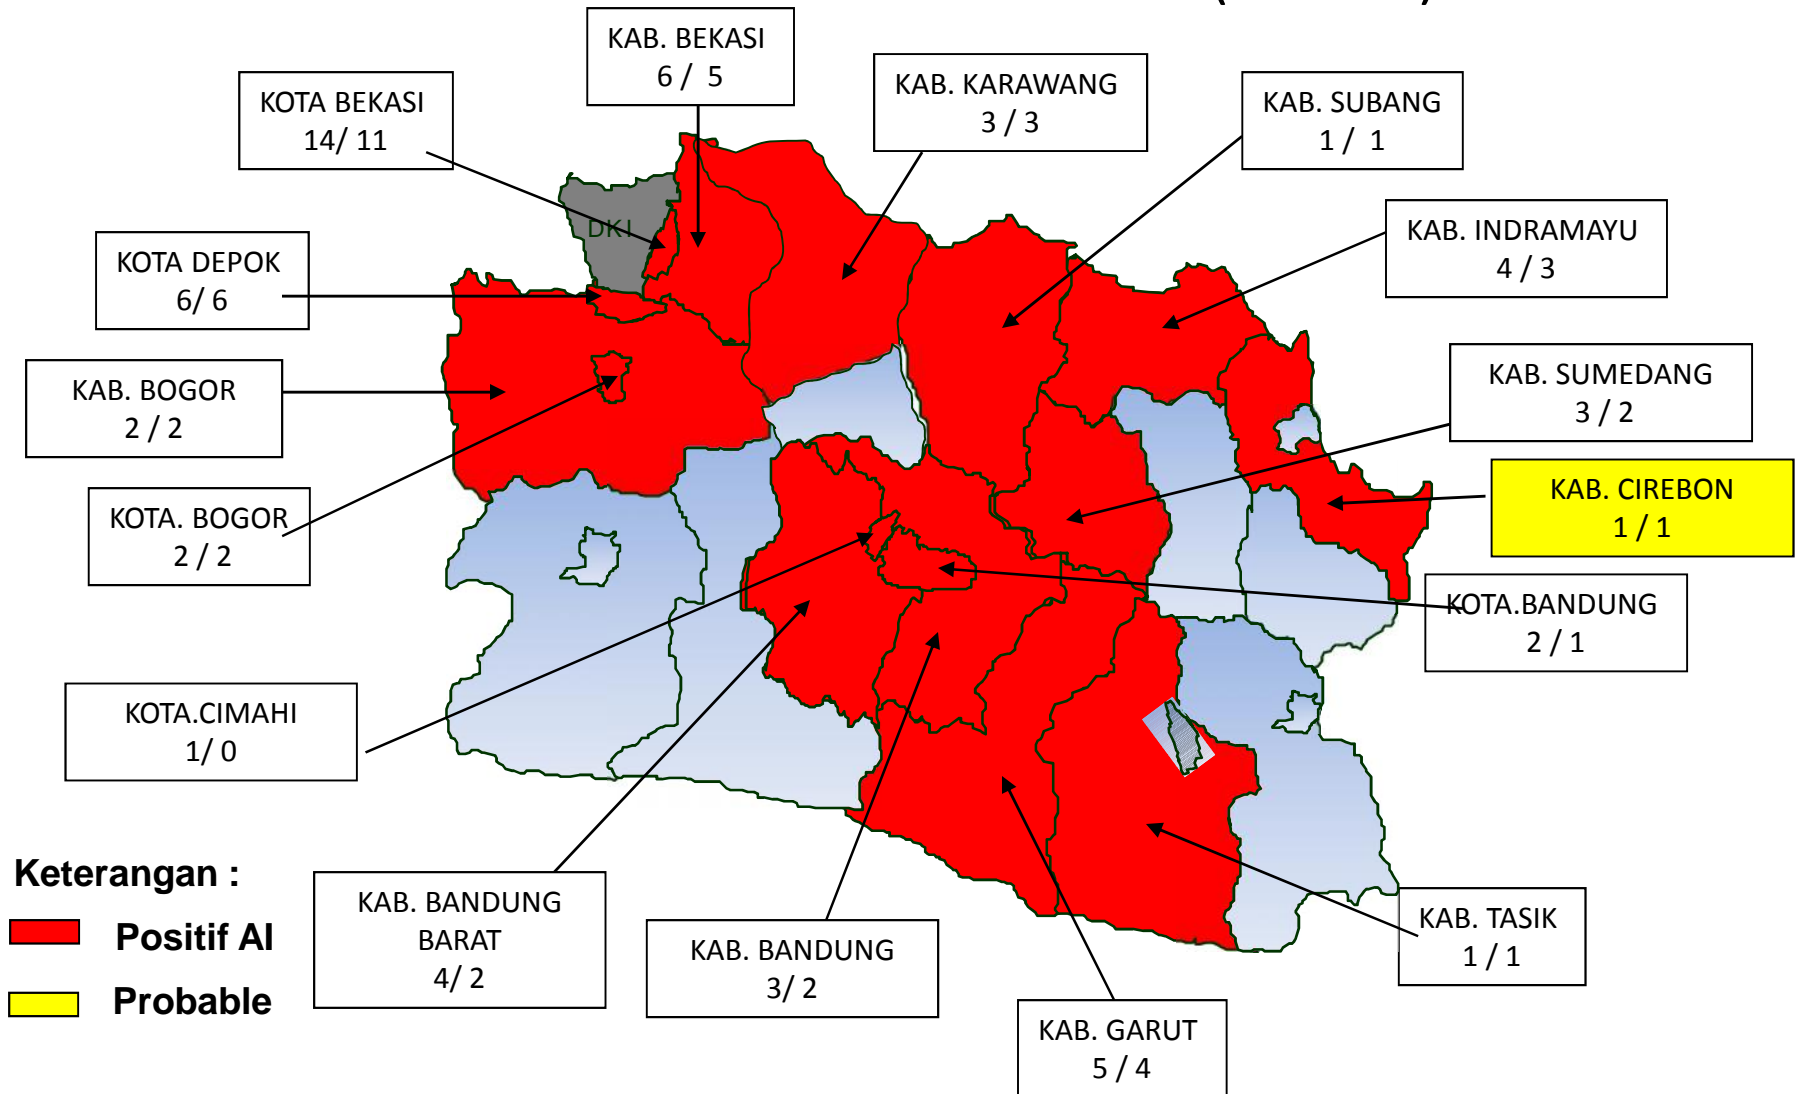 KAB. BEKASI
6 / 5
KOTA BEKASI
14/ 11
KAB. KARAWANG
3 / 3
KAB. SUBANG
1 / 1
DKI
KOTA DEPOK
6/ 6
KAB. INDRAMAYU
4 / 3
KAB. BOGOR
2 / 2
KAB. SUMEDANG
3 / 2
KOTA. BOGOR
2 / 2
KAB. CIREBON
1 / 1
KOTA.BANDUNG
2 / 1
KOTA.CIMAHI
1/ 0
Keterangan :
Positif AI
Probable
KAB. BANDUNG
BARAT
4/ 2
KAB. BANDUNG
3/ 2
KAB. TASIK
1 / 1
KAB. GARUT
5 / 4